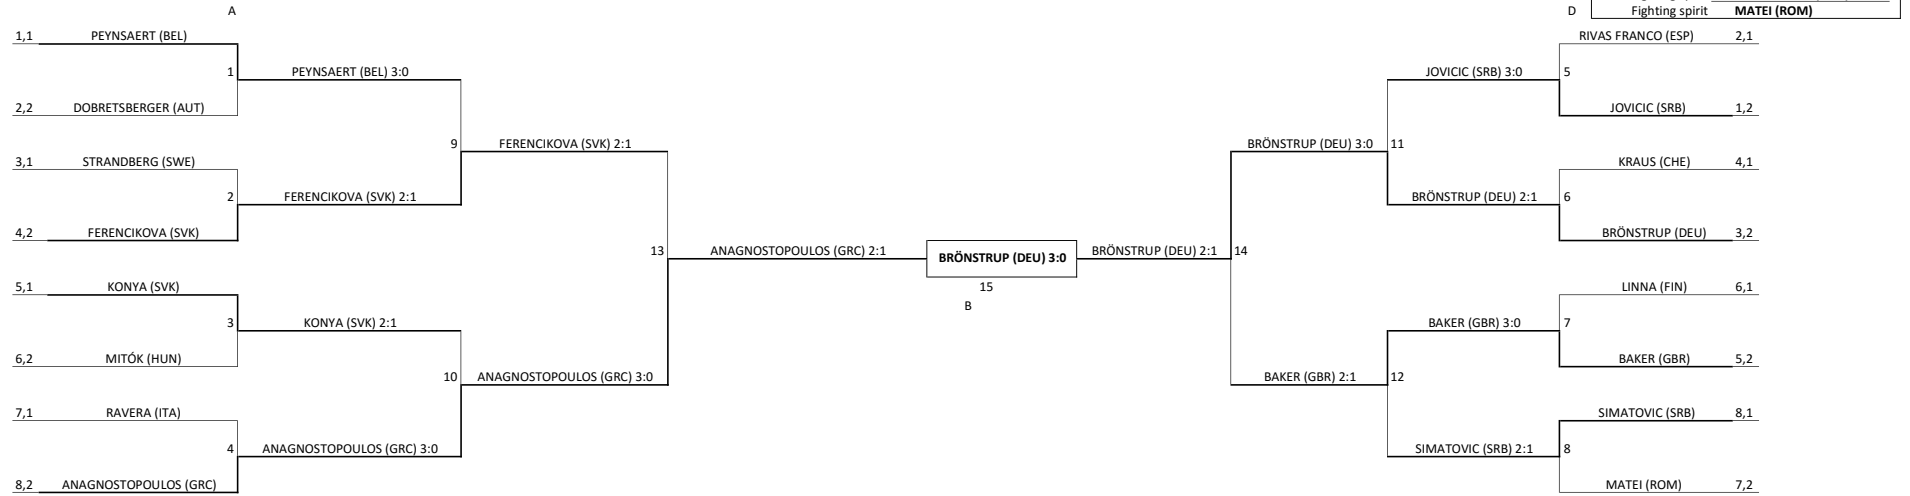 A
D
Fighting spirit MATEI (ROM)
1,1 PEYNSAERT (BEL)
1 PEYNSAERT (BEL) 3:0
2,2 DOBRETSBERGER (AUT)
9 FERENCIKOVA (SVK) 2:1
3,1 STRANDBERG (SWE)
2 FERENCIKOVA (SVK) 2:1
4,2 FERENCIKOVA (SVK)
13 ANAGNOSTOPOULOS (GRC) 2:1
5,1 KONYA (SVK)
3 KONYA (SVK) 2:1
6,2 MITÓK (HUN)
10 ANAGNOSTOPOULOS (GRC) 3:0
7,1 RAVERA (ITA)
4 ANAGNOSTOPOULOS (GRC) 3:0
8,2 ANAGNOSTOPOULOS (GRC)
BRÖNSTRUP (DEU) 3:0
15
B
RIVAS FRANCO (ESP) 2,1
JOVICIC (SRB) 3:0 5
JOVICIC (SRB) 1,2
BRÖNSTRUP (DEU) 3:0 11
KRAUS (CHE) 4,1
BRÖNSTRUP (DEU) 2:1 6
BRÖNSTRUP (DEU) 3,2
BRÖNSTRUP (DEU) 2:1 14
LINNA (FIN) 6,1
BAKER (GBR) 3:0 7
BAKER (GBR) 5,2
BAKER (GBR) 2:1 12
SIMATOVIC (SRB) 8,1
SIMATOVIC (SRB) 2:1 8
MATEI (ROM) 7,2